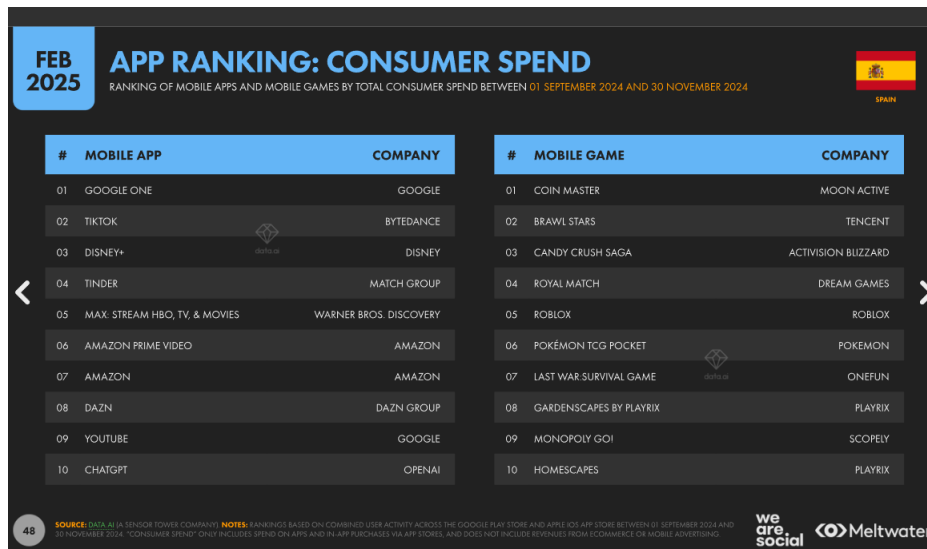 FEB
2025
APP RANKING: CONSUMER SPEND
RANKING OF MOBILE APPS AND MOBILE GAMES BY TOTAL CONSUMER SPEND BETWEEN 01 SEPTEMBER 2024 AND 30 NOVEMBER 2024
SPAIN
# MOBILE APP COMPANY
01 GOOGLE ONE GOOGLE
02 TIKTOK BYTEDANCE
03 DISNEY+ DISNEY
04 TINDER MATCH GROUP
05 MAX: STREAM HBO, TV, & MOVIES WARNER BROS. DISCOVERY
06 AMAZON PRIME VIDEO AMAZON
07 AMAZON AMAZON
08 DAZN DAZN GROUP
09 YOUTUBE GOOGLE
10 CHATGPT OPENAI
data.ai
# MOBILE GAME COMPANY
01 COIN MASTER MOON ACTIVE
02 BRAWL STARS TENCENT
03 CANDY CRUSH SAGA ACTIVISION BLIZZARD
04 ROYAL MATCH DREAM GAMES
05 ROBLOX ROBLOX
06 POKÉMON TCG POCKET POKEMON
07 LAST WAR:SURVIVAL GAME ONEFUN
08 GARDENSCAPES BY PLAYRIX PLAYRIX
09 MONOPOLY GO! SCOPELY
10 HOMESCAPES PLAYRIX
data.ai
48
SOURCE: DATA.AI (A SENSOR TOWER COMPANY). NOTES: RANKINGS BASED ON COMBINED USER ACTIVITY ACROSS THE GOOGLE PLAY STORE AND APPLE IOS APP STORE BETWEEN 01 SEPTEMBER 2024 AND
30 NOVEMBER 2024. "CONSUMER SPEND" ONLY INCLUDES SPEND ON APPS AND IN-APP PURCHASES VIA APP STORES, AND DOES NOT INCLUDE REVENUES FROM ECOMMERCE OR MOBILE ADVERTISING.
we
are.
social
Meltwater